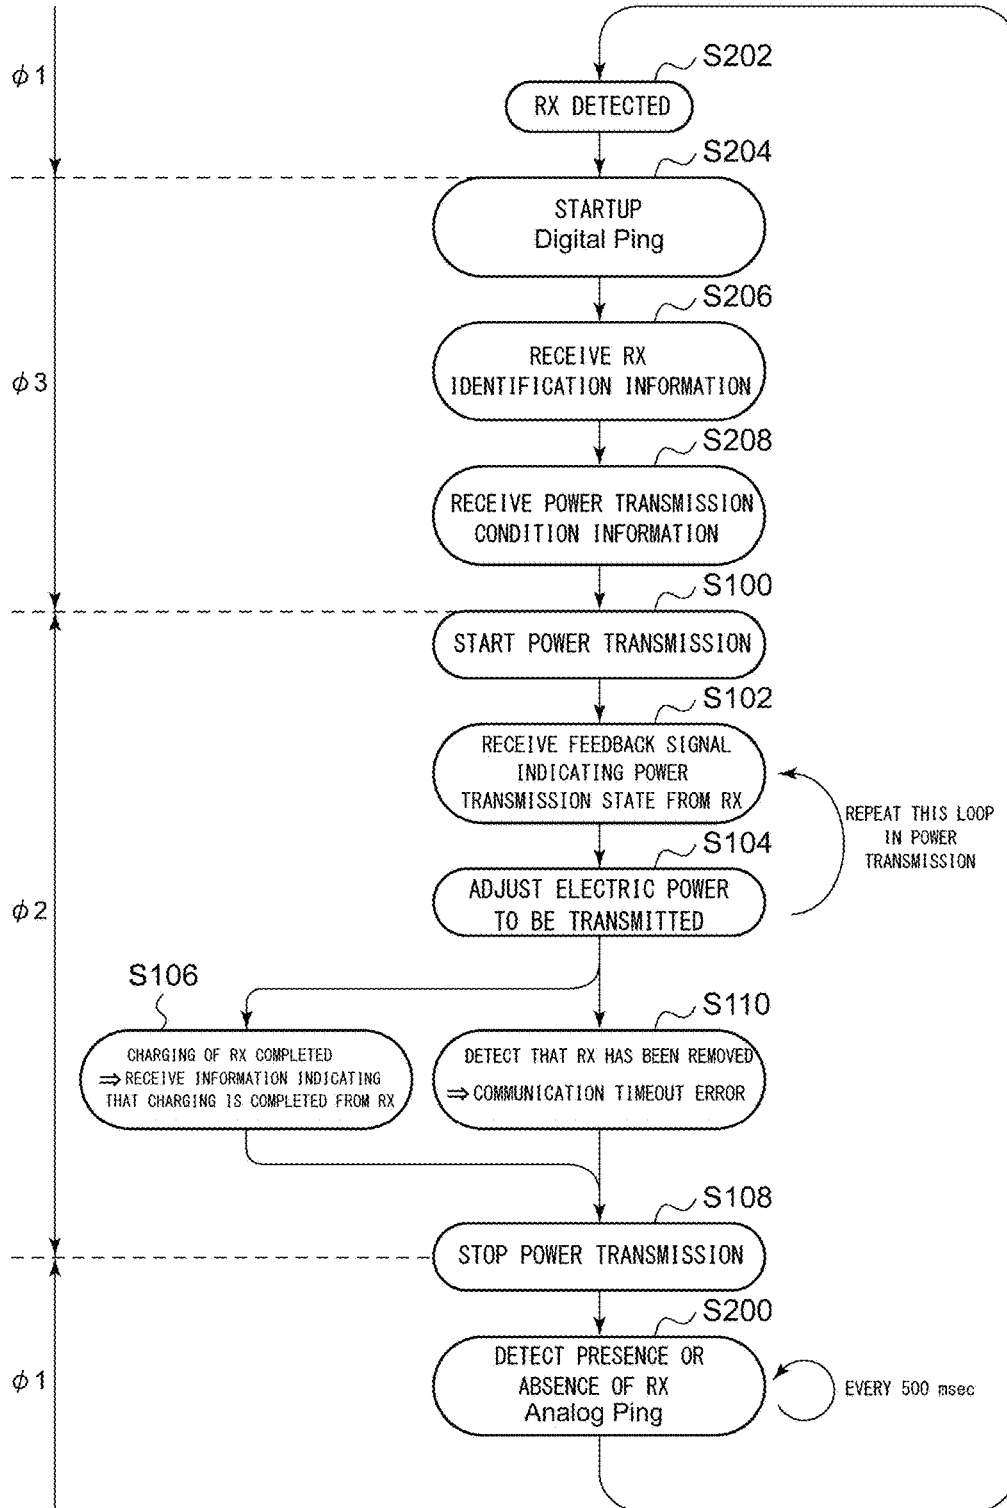 φ1
S202
RX DETECTED
S204
STARTUP
Digital Ping
S206
RECEIVE RX
IDENTIFICATION INFORMATION
φ3
S208
RECEIVE POWER TRANSMISSION
CONDITION INFORMATION
S100
START POWER TRANSMISSION
S102
RECEIVE FEEDBACK SIGNAL
INDICATING POWER
TRANSMISSION STATE FROM RX
REPEAT THIS LOOP
IN POWER
TRANSMISSION
S104
ADJUST ELECTRIC POWER
TO BE TRANSMITTED
φ2
S106
CHARGING OF RX COMPLETED
⇒ RECEIVE INFORMATION INDICATING
THAT CHARGING IS COMPLETED FROM RX
S110
DETECT THAT RX HAS BEEN REMOVED
⇒ COMMUNICATION TIMEOUT ERROR
S108
STOP POWER TRANSMISSION
S200
DETECT PRESENCE OR
ABSENCE OF RX
Analog Ping
EVERY 500 msec
φ1